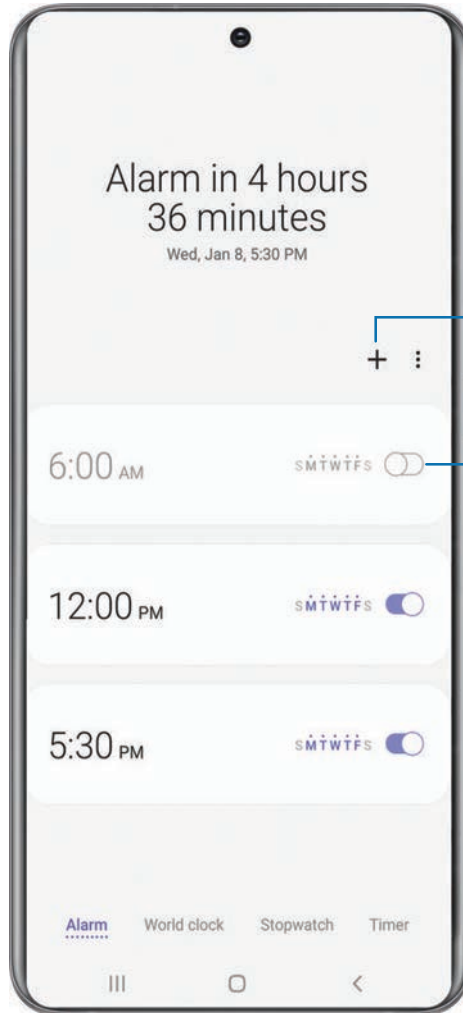 Alarm in 4 hours
36 minutes
Wed, Jan 8, 5:30 PM
6:00 AM SMTWTFS
12:00 PM SMTWTFS
5:30 PM SMTWTFS
Alarm World clock Stopwatch Timer